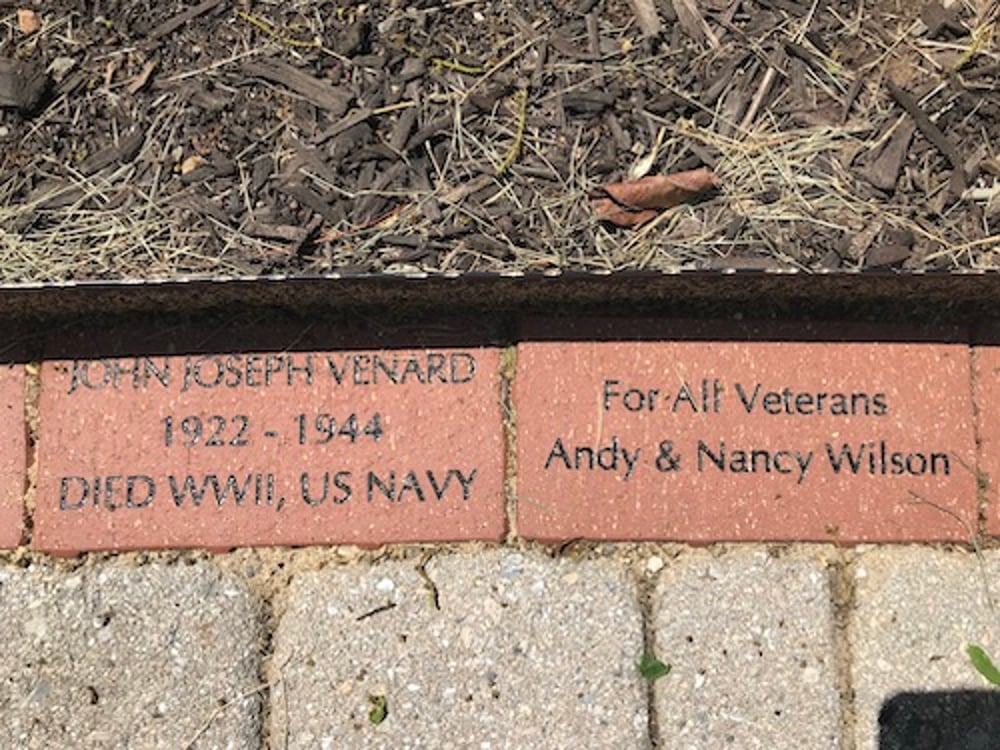 JOHN JOSEPH VENARD
1922 - 1944
DIED WWII, US NAVY
For All Veterans
Andy & Nancy Wilson